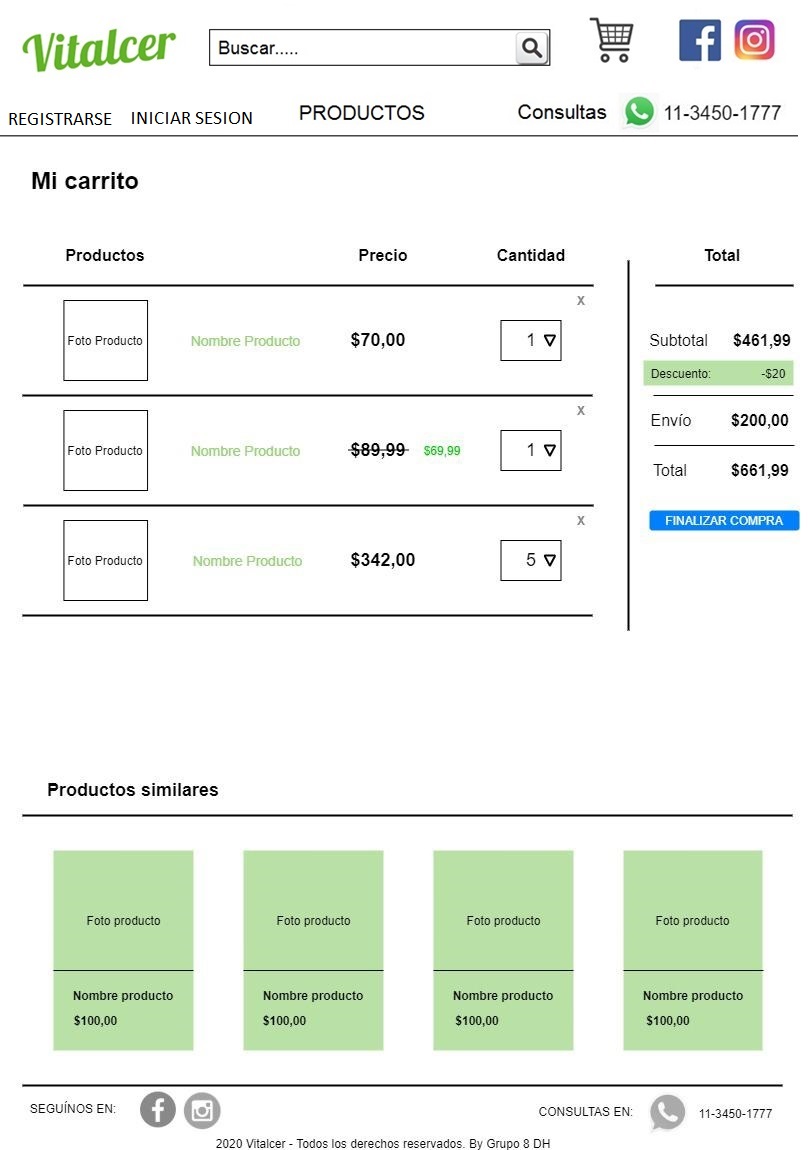 Vitalcer
Buscar.....
REGISTRARSE INICIAR SESION PRODUCTOS Consultas 11-3450-1777
Mi carrito
Productos Precio Cantidad Total
x
Foto Producto Nombre Producto $70,00 1 Subtotal $461,99
Descuento: -$20
x
Envío $200,00
Foto Producto Nombre Producto $89,99 $69,99 1
Total $661,99
x
FINALIZAR COMPRA
Foto Producto Nombre Producto $342,00 5
Productos similares
Foto producto Foto producto Foto producto Foto producto
Nombre producto Nombre producto Nombre producto Nombre producto
$100,00 $100,00 $100,00 $100,00
SEGUÍNOS EN: CONSULTAS EN: 11-3450-1777
2020 Vitalcer - Todos los derechos reservados. By Grupo 8 DH